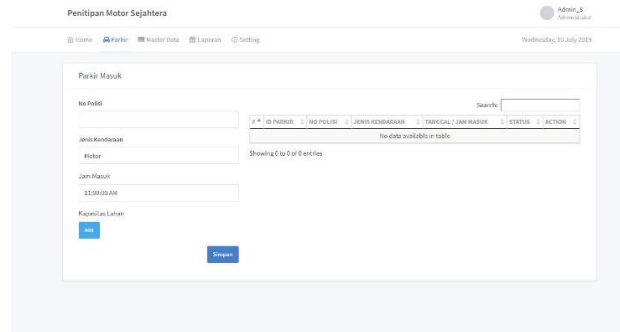 Penitipan Motor Sejahtera
Admin_S
Administrator
Home Parkir Master Data Laporan Setting
Wednesday, 10 July 2019
Parkir Masuk
No Polisi
Search:
# ID PARKIR NO POLISI JENIS KENDARAAN TANGGAL / JAM MASUK STATUS ACTION
No data available in table
Jenis Kendaraan
Showing 0 to 0 of 0 entries
Motor
Jam Masuk
11:00:00 AM
Kapasitas Lahan
Simpan